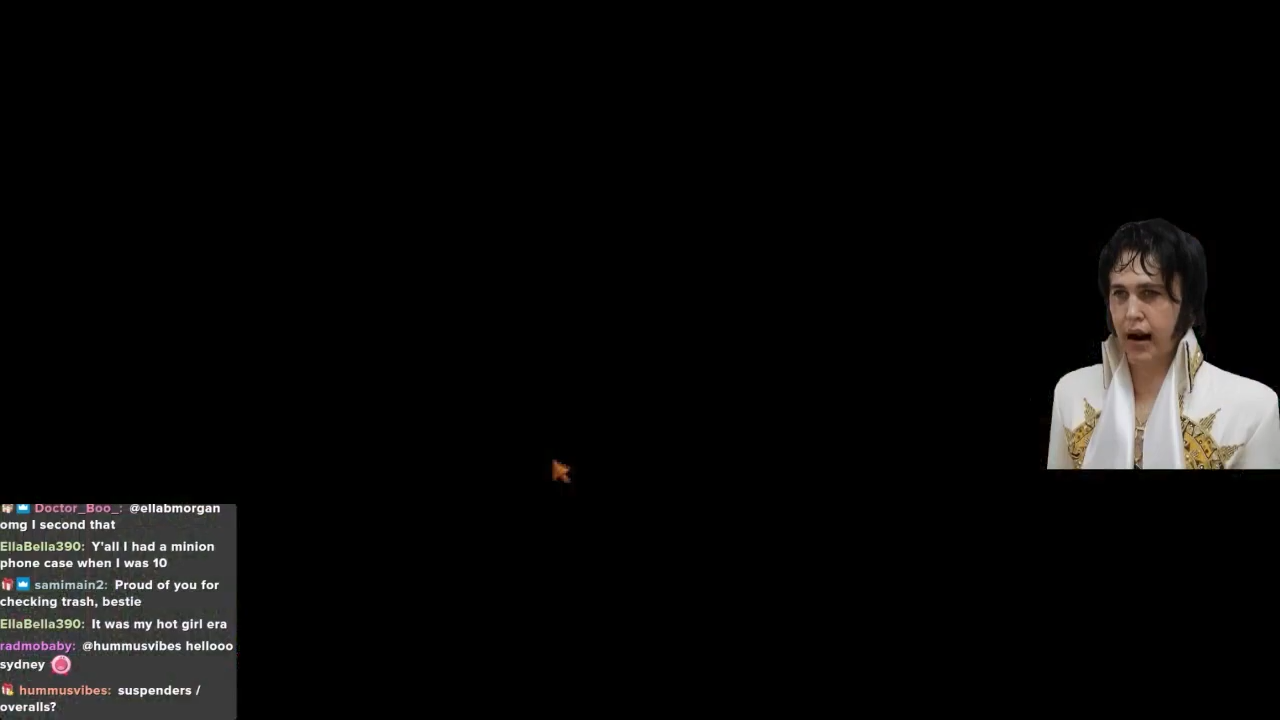 Doctor_Boo_: @ellabmorgan
omg I second that
EllaBella390: Y'all I had a minion
phone case when I was 10
samimain2: Proud of you for
checking trash, bestie
EllaBella390: It was my hot girl era
radmobaby: @hummusvibes hellooo
sydney
hummusvibes: suspenders /
overalls?